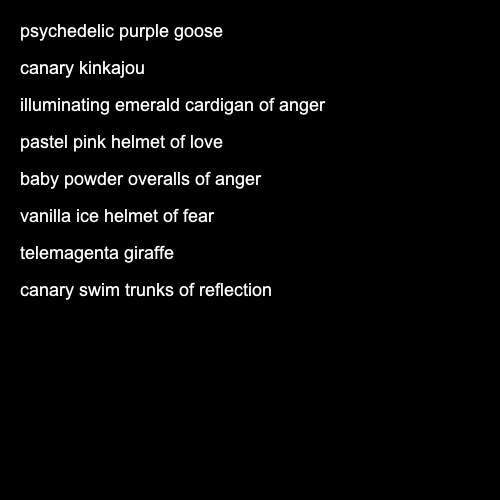 psychedelic purple goose
canary kinkajou
illuminating emerald cardigan of anger
pastel pink helmet of love
baby powder overalls of anger
vanilla ice helmet of fear
telemagenta giraffe
canary swim trunks of reflection